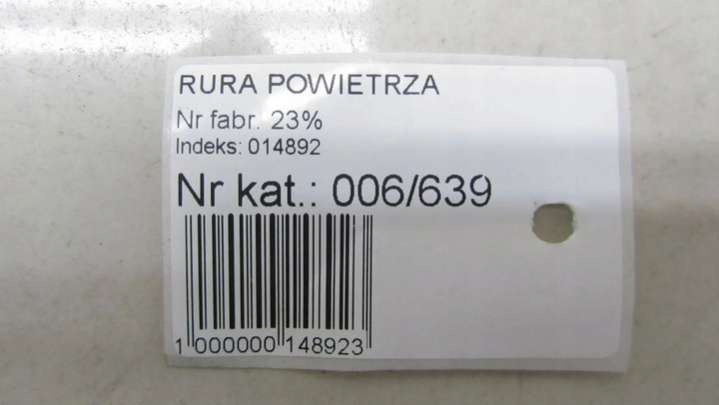 RURA POWIETRZA
Nr fabr. 23%
Indeks: 014892
Nr kat.: 006/639
1 000000 148923